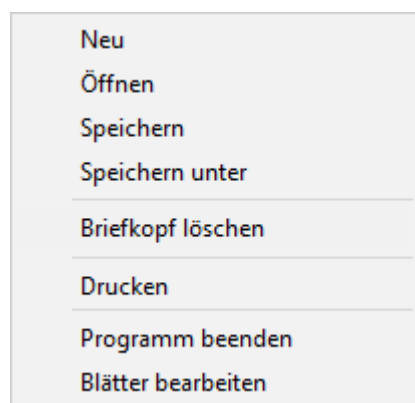 Neu
Öffnen
Speichern
Speichern unter
Briefkopf löschen
Drucken
Programm beenden
Blätter bearbeiten